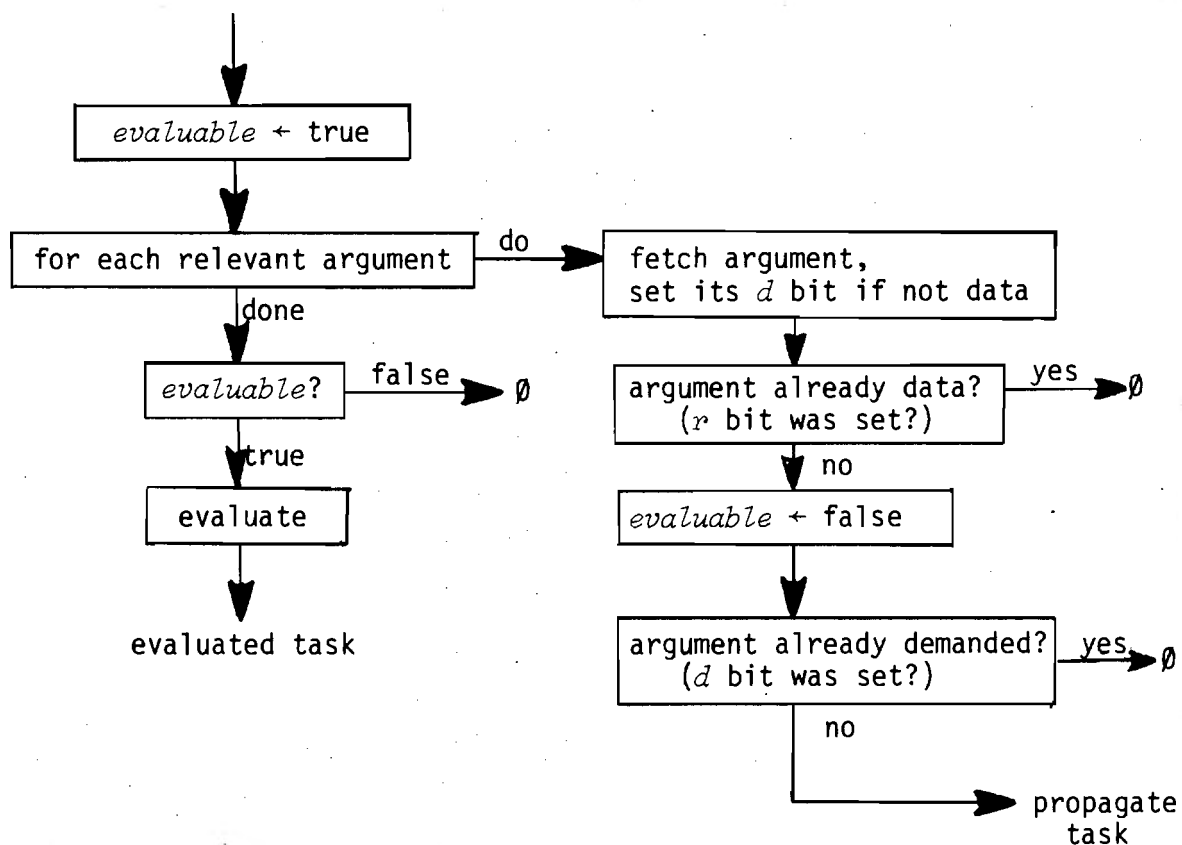 evaluable ← true
for each relevant argument
do
fetch argument,
set its d bit if not data
done
evaluable?
false
∅
argument already data?
(r bit was set?)
yes
∅
true
no
evaluate
evaluable ← false
evaluated task
argument already demanded?
(d bit was set?)
yes
∅
no
propagate
task